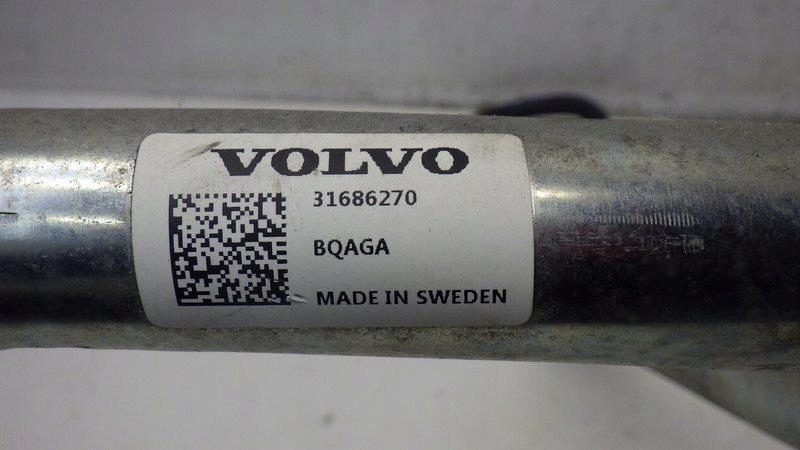 VOLVO
31686270
BQAGA
MADE IN SWEDEN